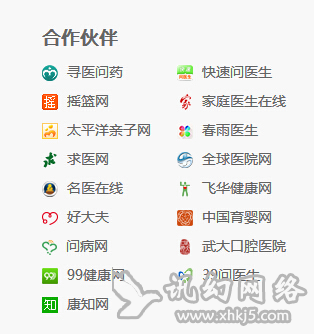 合作伙伴
寻医问药 快速问医生
摇篮网 家庭医生在线
太平洋亲子网 春雨医生
求医网 全球医院网
名医在线 飞华健康网
好大夫 中国育婴网
问病网 武大口腔医院
99健康网 39问医生
康知网
讯幻网络
www.xhkj5.com